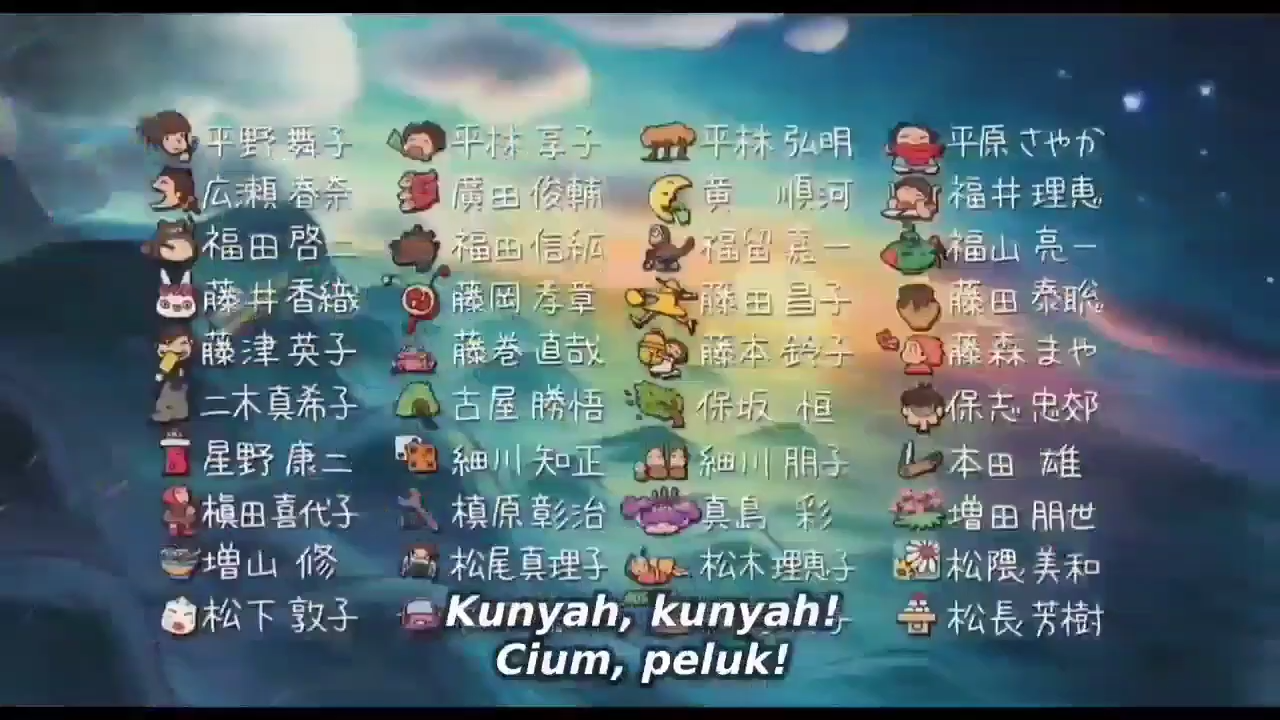 平野 舞子 平林 享子 平林 弘明 平原 さやか
広瀬 春奈 廣田 俊輔 黄 順河 福井 理恵
福田 啓二 福田 信紘 福留 嘉一 福山 亮一
藤井 香織 藤岡 孝章 藤田 昌子 藤田 泰聡
藤津 英子 藤巻 直哉 藤本 鈴子 藤森 まや
二木真希子 古屋 勝悟 保坂 恒 保志 忠郊
星野 康二 細川 知正 細川 朋子 本田 雄
槇田喜代子 槙原 彰治 真島 彩 増田 朋世
増山 修 松尾真理子 松木 理恵子 松隈 美和
松下 敦子 子 松長 芳樹
Kunyah, kunyah!
Cium, peluk!